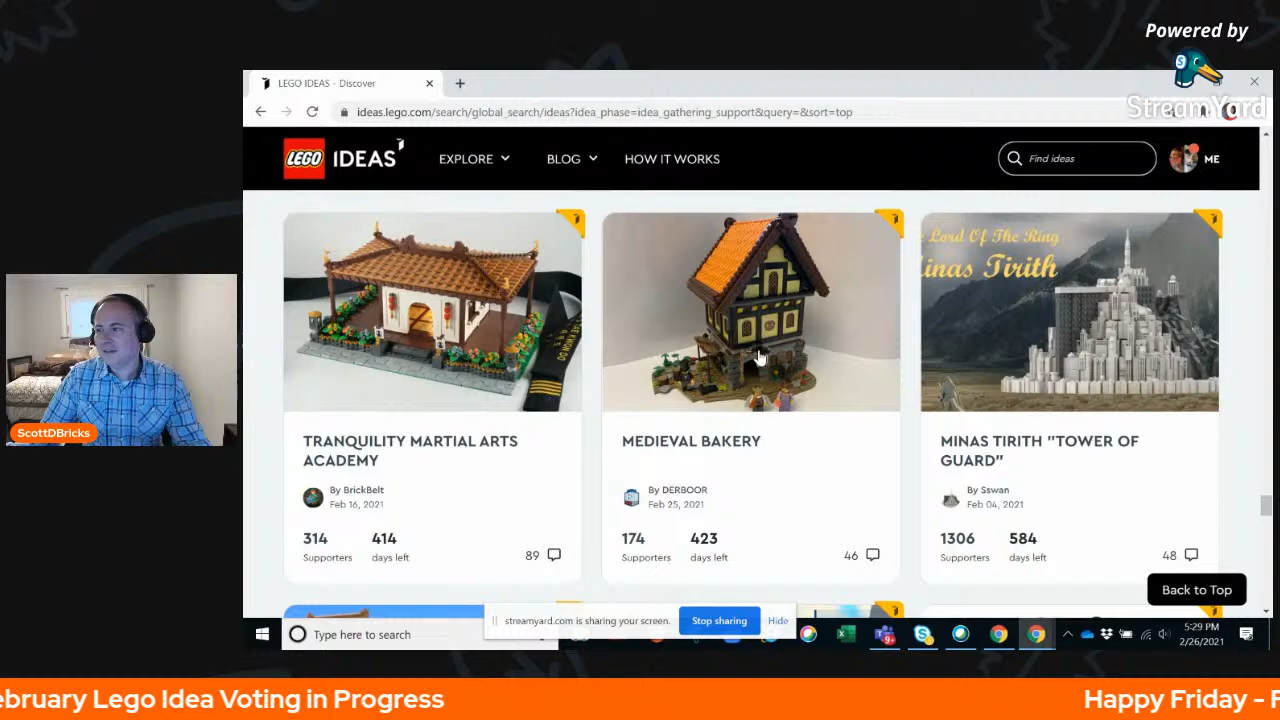 Powered by
StreamYard
LEGO IDEAS - Discover
ideas.lego.com/search/global_search/ideas?idea_phase=idea_gathering_support&query=&sort=top
LEGO IDEAS
EXPLORE
BLOG
HOW IT WORKS
Find ideas
ME
Lord Of The Ring
inas Tirith
TRANQUILITY MARTIAL ARTS
ACADEMY
By BrickBelt
Feb 16, 2021
314 414
Supporters days left
89
MEDIEVAL BAKERY
By DERBOOR
Feb 25, 2021
174 423
Supporters days left
46
MINAS TIRITH "TOWER OF
GUARD"
By Sswan
Feb 04, 2021
1306 584
Supporters days left
48
Back to Top
ScottDBricks
streamyard.com is sharing your screen.
Stop sharing
Hide
Type here to search
9+
5:29 PM
2/26/2021
ebruary Lego Idea Voting in Progress
Happy Friday - F